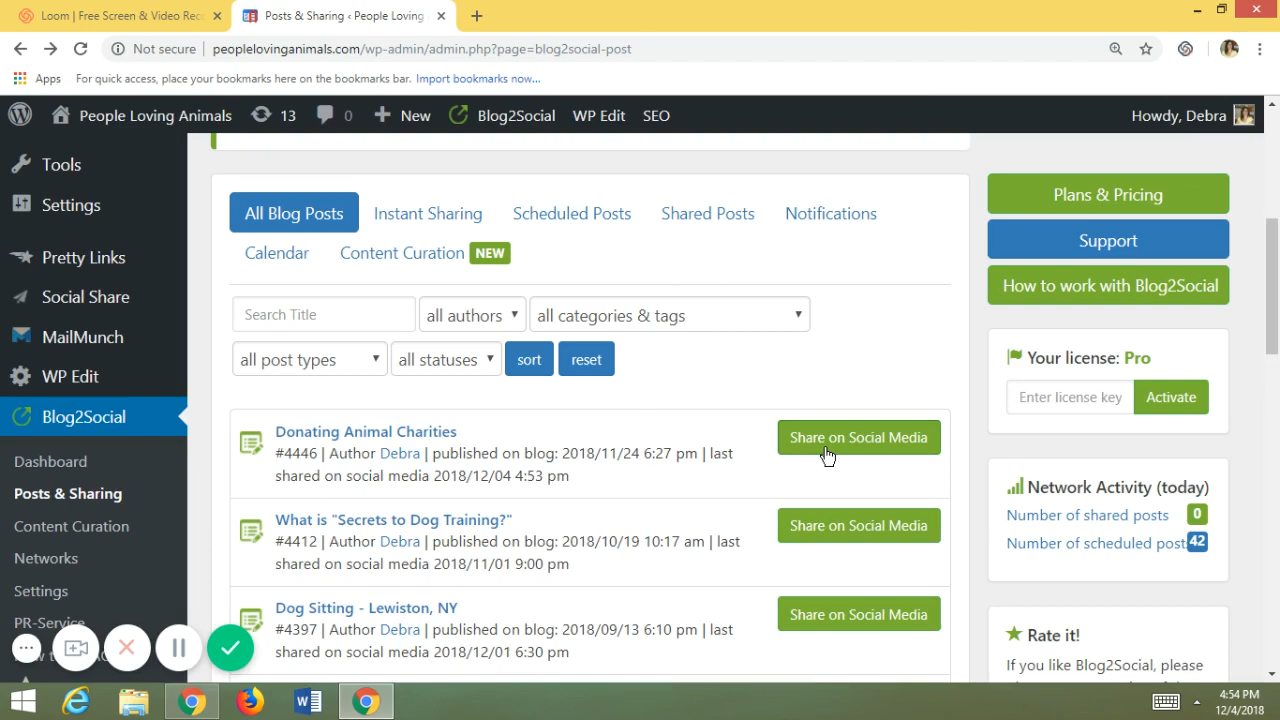 Loom | Free Screen & Video Rec
Posts & Sharing ‹ People Loving
Not secure | peoplelovinganimals.com/wp-admin/admin.php?page=blog2social-post
Apps For quick access, place your bookmarks here on the bookmarks bar. Import bookmarks now...
People Loving Animals 13 0 New Blog2Social WP Edit SEO Howdy, Debra
Tools
Settings
Pretty Links
Social Share
MailMunch
WP Edit
Blog2Social
Dashboard
Posts & Sharing
Content Curation
Networks
Settings
PR-Service
All Blog Posts Instant Sharing Scheduled Posts Shared Posts Notifications
Calendar Content Curation NEW
Search Title all authors all categories & tags
all post types all statuses sort reset
Donating Animal Charities
#4446 | Author Debra | published on blog: 2018/11/24 6:27 pm | last
shared on social media 2018/12/04 4:53 pm
Share on Social Media
What is "Secrets to Dog Training?"
#4412 | Author Debra | published on blog: 2018/10/19 10:17 am | last
shared on social media 2018/11/01 9:00 pm
Share on Social Media
Dog Sitting - Lewiston, NY
#4397 | Author Debra | published on blog: 2018/09/13 6:10 pm | last
shared on social media 2018/12/01 6:30 pm
Share on Social Media
Plans & Pricing
Support
How to work with Blog2Social
Your license: Pro
Enter license key Activate
Network Activity (today)
Number of shared posts 0
Number of scheduled posts 42
Rate it!
If you like Blog2Social, please
4:54 PM
12/4/2018